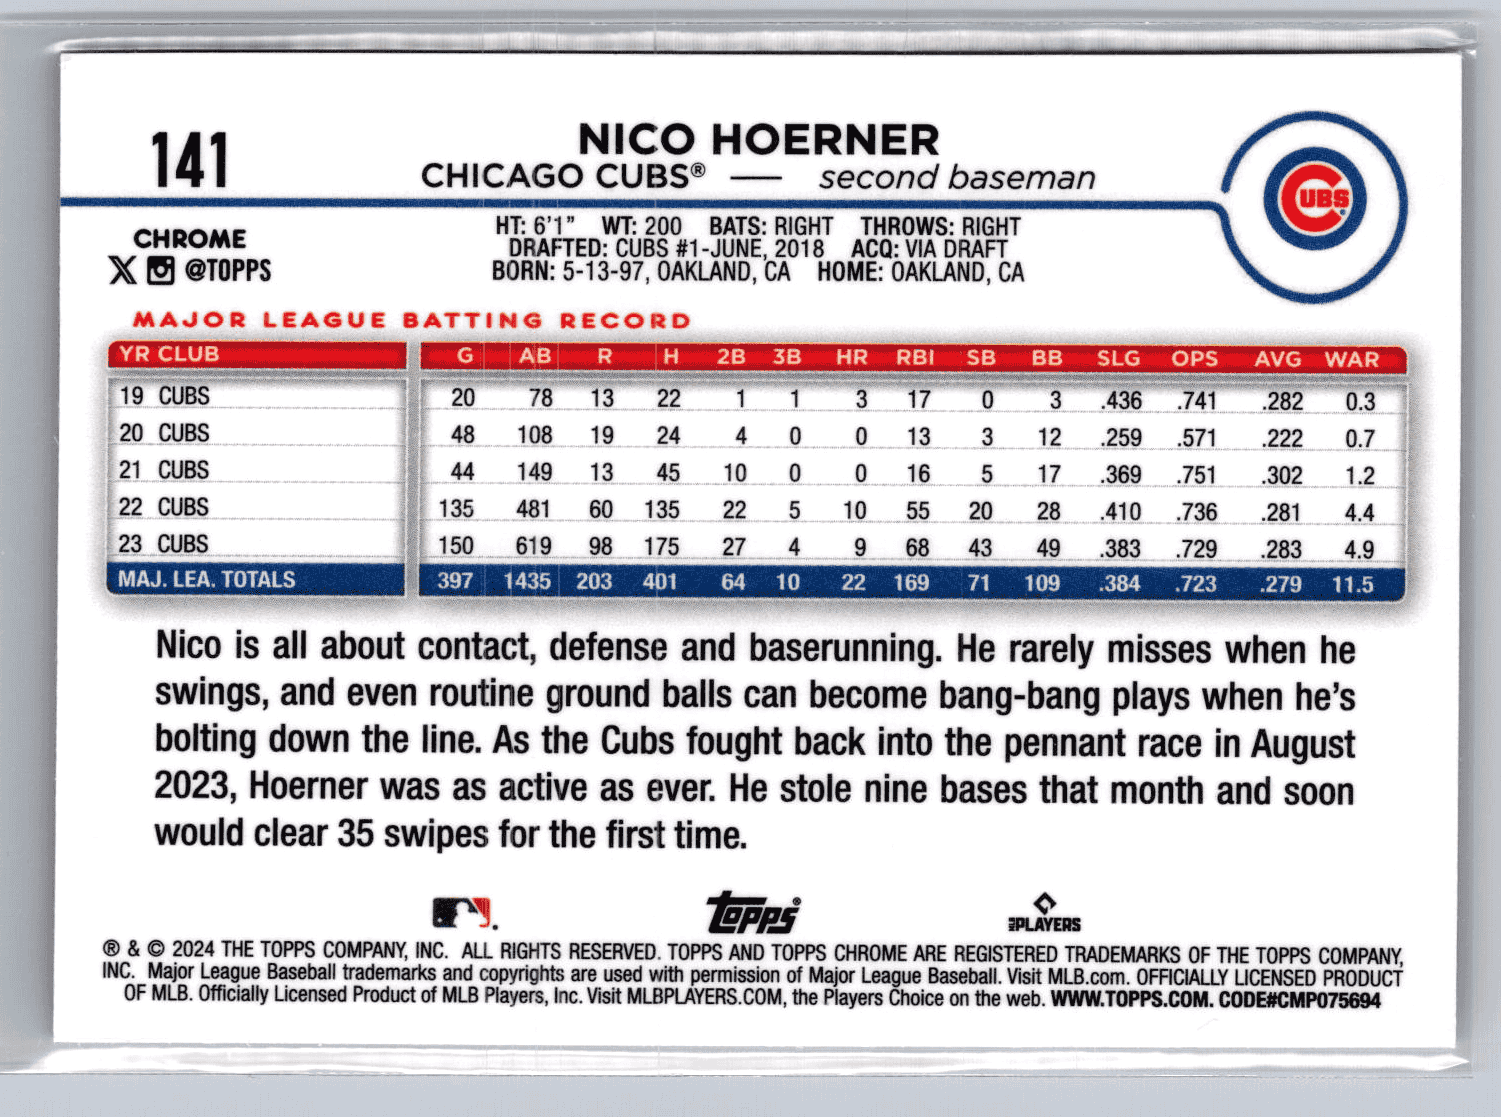 141
NICO HOERNER
CHICAGO CUBS® — second baseman
CUBS
CHROME
@TOPPS
HT: 6'1" WT: 200 BATS: RIGHT THROWS: RIGHT
DRAFTED: CUBS #1-JUNE, 2018 ACQ: VIA DRAFT
BORN: 5-13-97, OAKLAND, CA HOME: OAKLAND, CA
MAJOR LEAGUE BATTING RECORD
YR CLUB G AB R H 2B 3B HR RBI SB BB SLG OPS AVG WAR
19 CUBS 20 78 13 22 1 1 3 17 0 3 .436 .741 .282 0.3
20 CUBS 48 108 19 24 4 0 0 13 3 12 .259 .571 .222 0.7
21 CUBS 44 149 13 45 10 0 0 16 5 17 .369 .751 .302 1.2
22 CUBS 135 481 60 135 22 5 10 55 20 28 .410 .736 .281 4.4
23 CUBS 150 619 98 175 27 4 9 68 43 49 .383 .729 .283 4.9
MAJ. LEA. TOTALS 397 1435 203 401 64 10 22 169 71 109 .384 .723 .279 11.5
Nico is all about contact, defense and baserunning. He rarely misses when he
swings, and even routine ground balls can become bang-bang plays when he's
bolting down the line. As the Cubs fought back into the pennant race in August
2023, Hoerner was as active as ever. He stole nine bases that month and soon
would clear 35 swipes for the first time.
Topps®
MLB PLAYERS
® & © 2024 THE TOPPS COMPANY, INC. ALL RIGHTS RESERVED. TOPPS AND TOPPS CHROME ARE REGISTERED TRADEMARKS OF THE TOPPS COMPANY,
INC. Major League Baseball trademarks and copyrights are used with permission of Major League Baseball. Visit MLB.com. OFFICIALLY LICENSED PRODUCT
OF MLB. Officially Licensed Product of MLB Players, Inc. Visit MLBPLAYERS.COM, the Players Choice on the web. WWW.TOPPS.COM. CODE#CMP075694